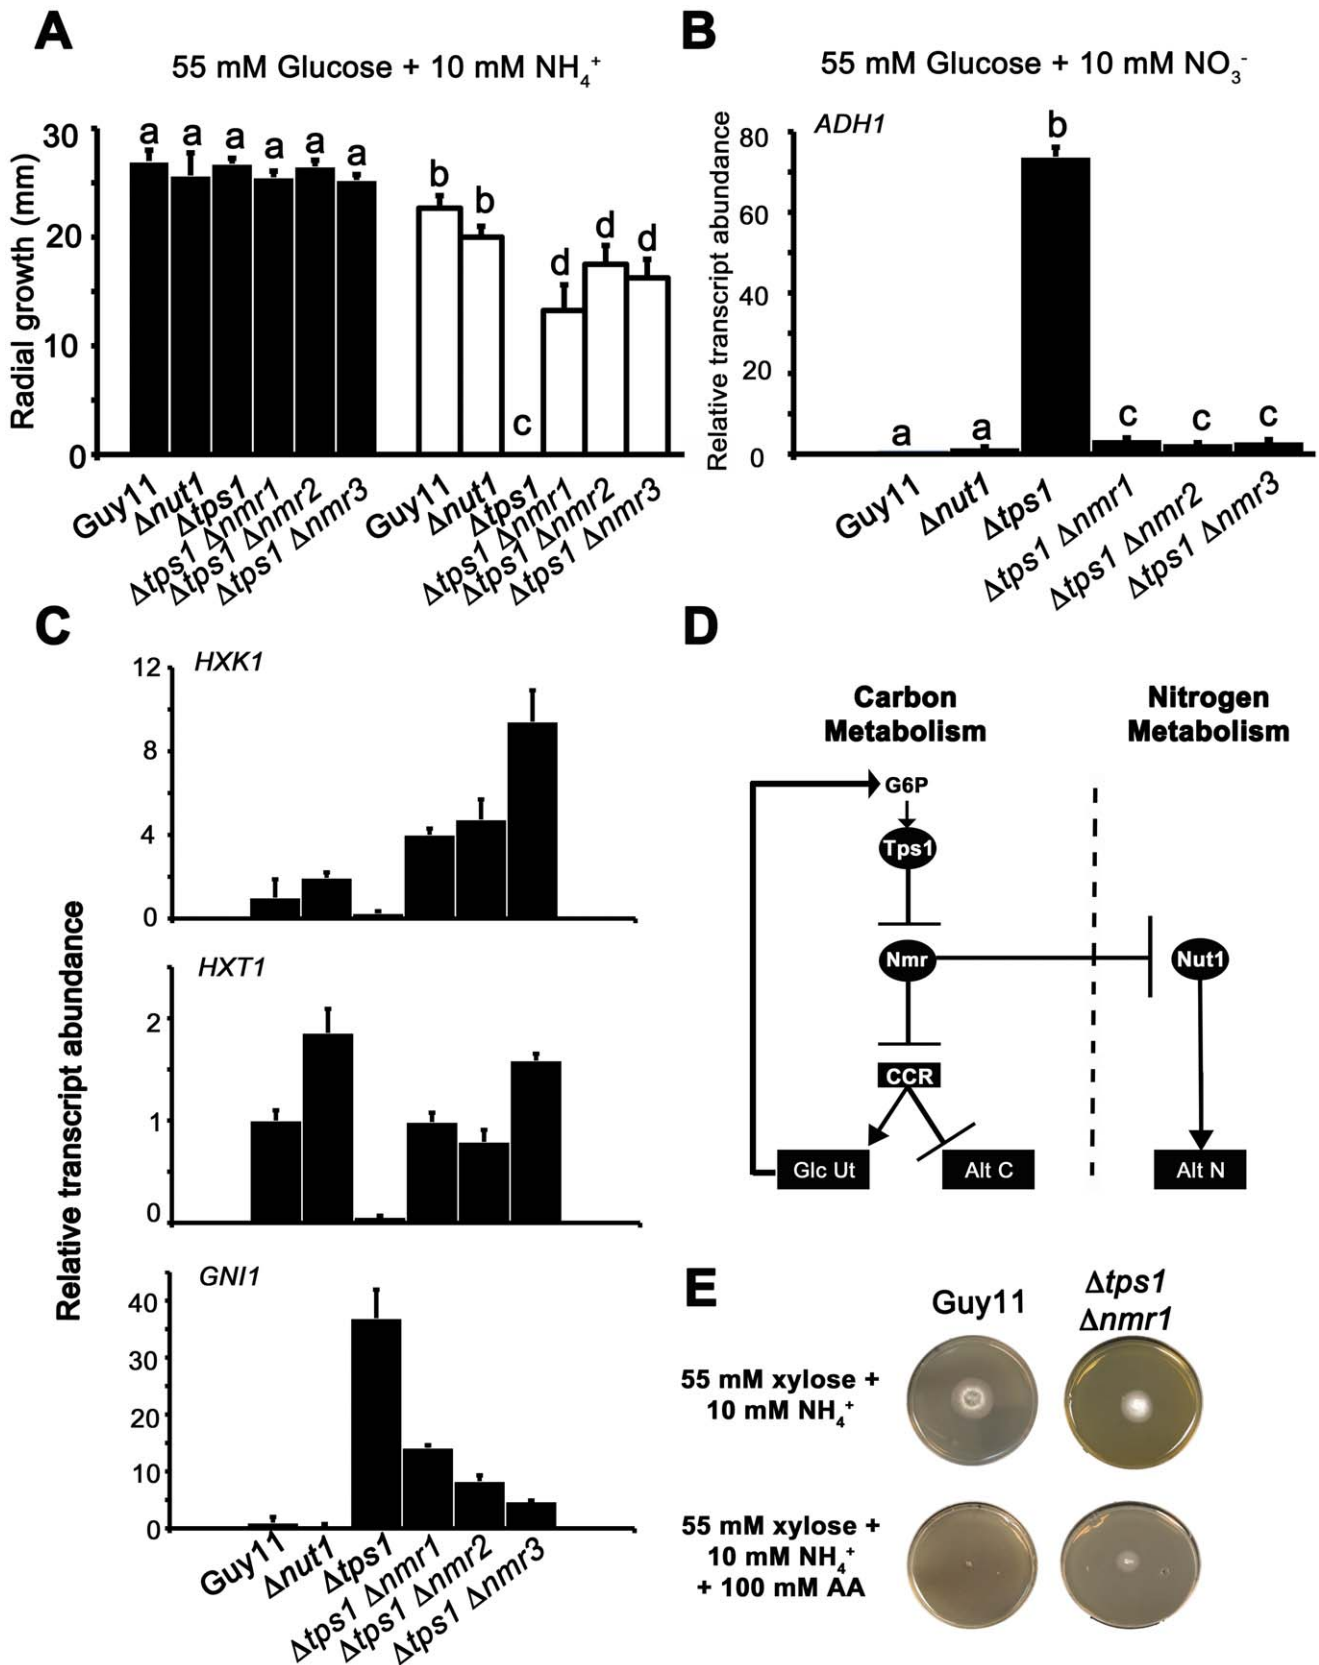 A
55 mM Glucose + 10 mM NH₄⁺
Radial growth (mm)
30
20
10
0
a a a a a a
b b c d d d
Guy11
Δnut1
Δtps1
Δtps1 Δnmr1
Δtps1 Δnmr2
Δtps1 Δnmr3
Guy11
Δnut1
Δtps1
Δtps1 Δnmr1
Δtps1 Δnmr2
Δtps1 Δnmr3
B
55 mM Glucose + 10 mM NO₃⁻
ADH1
Relative transcript abundance
80
60
40
20
0
a a b c c c
Guy11
Δnut1
Δtps1
Δtps1 Δnmr1
Δtps1 Δnmr2
Δtps1 Δnmr3
C
Relative transcript abundance
HXK1
12
8
4
0
HXT1
2
1
0
GNI1
40
30
20
10
0
Guy11
Δnut1
Δtps1
Δtps1 Δnmr1
Δtps1 Δnmr2
Δtps1 Δnmr3
D
Carbon
Metabolism
Nitrogen
Metabolism
G6P
Tps1
Nmr
Nut1
CCR
Glc Ut
Alt C
Alt N
E
Guy11
Δtps1
Δnmr1
55 mM xylose +
10 mM NH₄⁺
55 mM xylose +
10 mM NH₄⁺
+ 100 mM AA